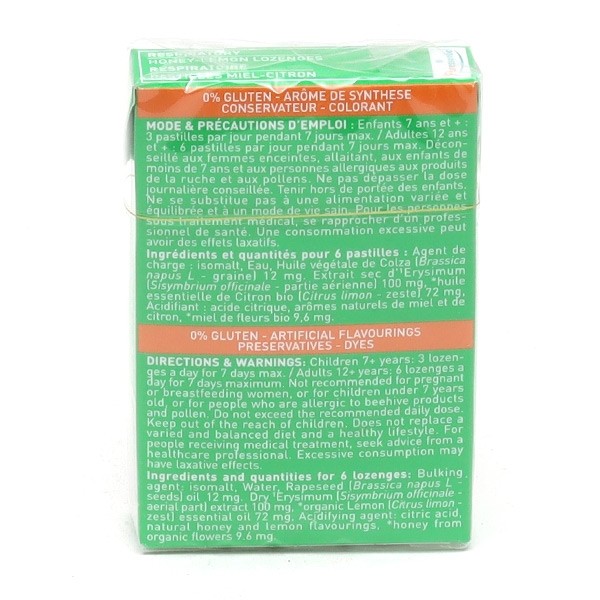 RESPIRATORY
HONEY-LEMON LOZENGES
RESPIRATOIRE
PASTILLES MIEL-CITRON
0% GLUTEN - ARÔME DE SYNTHESE
CONSERVATEUR - COLORANT
MODE & PRÉCAUTIONS D'EMPLOI : Enfants 7 ans et + :
3 pastilles par jour pendant 7 jours max. / Adultes 12 ans
et + : 6 pastilles par jour pendant 7 jours max. Décon-
seillé aux femmes enceintes, allaitant, aux enfants de
moins de 7 ans et aux personnes allergiques aux produits
de la ruche et aux pollens. Ne pas dépasser la dose
journalière conseillée. Tenir hors de portée des enfants.
Ne se substitue pas à une alimentation variée et
équilibrée et à un mode de vie sain. Pour les personnes
sous traitement médical, se rapprocher d'un profes-
sionnel de santé. Une consommation excessive peut
avoir des effets laxatifs.
Ingrédients et quantités pour 6 pastilles : Agent de
charge : isomalt, Eau, Huile végétale de Colza (Brassica
napus L - graine) 12 mg. Extrait sec d'Erysimum
(Sisymbrium officinale - partie aérienne) 100 mg, *huile
essentielle de Citron bio (Citrus limon - zeste) 72 mg,
Acidifiant : acide citrique, arômes naturels de miel et de
citron, *miel de fleurs bio 9,6 mg.
0% GLUTEN - ARTIFICIAL FLAVOURINGS
PRESERVATIVES - DYES
DIRECTIONS & WARNINGS: Children 7+ years: 3 lozen-
ges a day for 7 days max. / Adults 12+ years: 6 lozenges a
day for 7 days maximum. Not recommended for pregnant
or breastfeeding women, or for children under 7 years
old, or for people who are allergic to beehive products
and pollen. Do not exceed the recommended daily dose.
Keep out of the reach of children. Does not replace a
varied and balanced diet and a healthy lifestyle. For
people receiving medical treatment, seek advice from a
healthcare professional. Excessive consumption may
have laxative effects.
Ingredients and quantities for 6 lozenges: Bulking
agent: isomalt, Water, Rapeseed (Brassica napus L -
seeds) oil 12 mg. Dry Erysimum (Sisymbrium officinale -
aerial part) extract 100 mg, *organic Lemon (Citrus limon -
zest) essential oil 72 mg, Acidifying agent: citric acid,
natural honey and lemon flavourings, *honey from
organic flowers 9.6 mg.